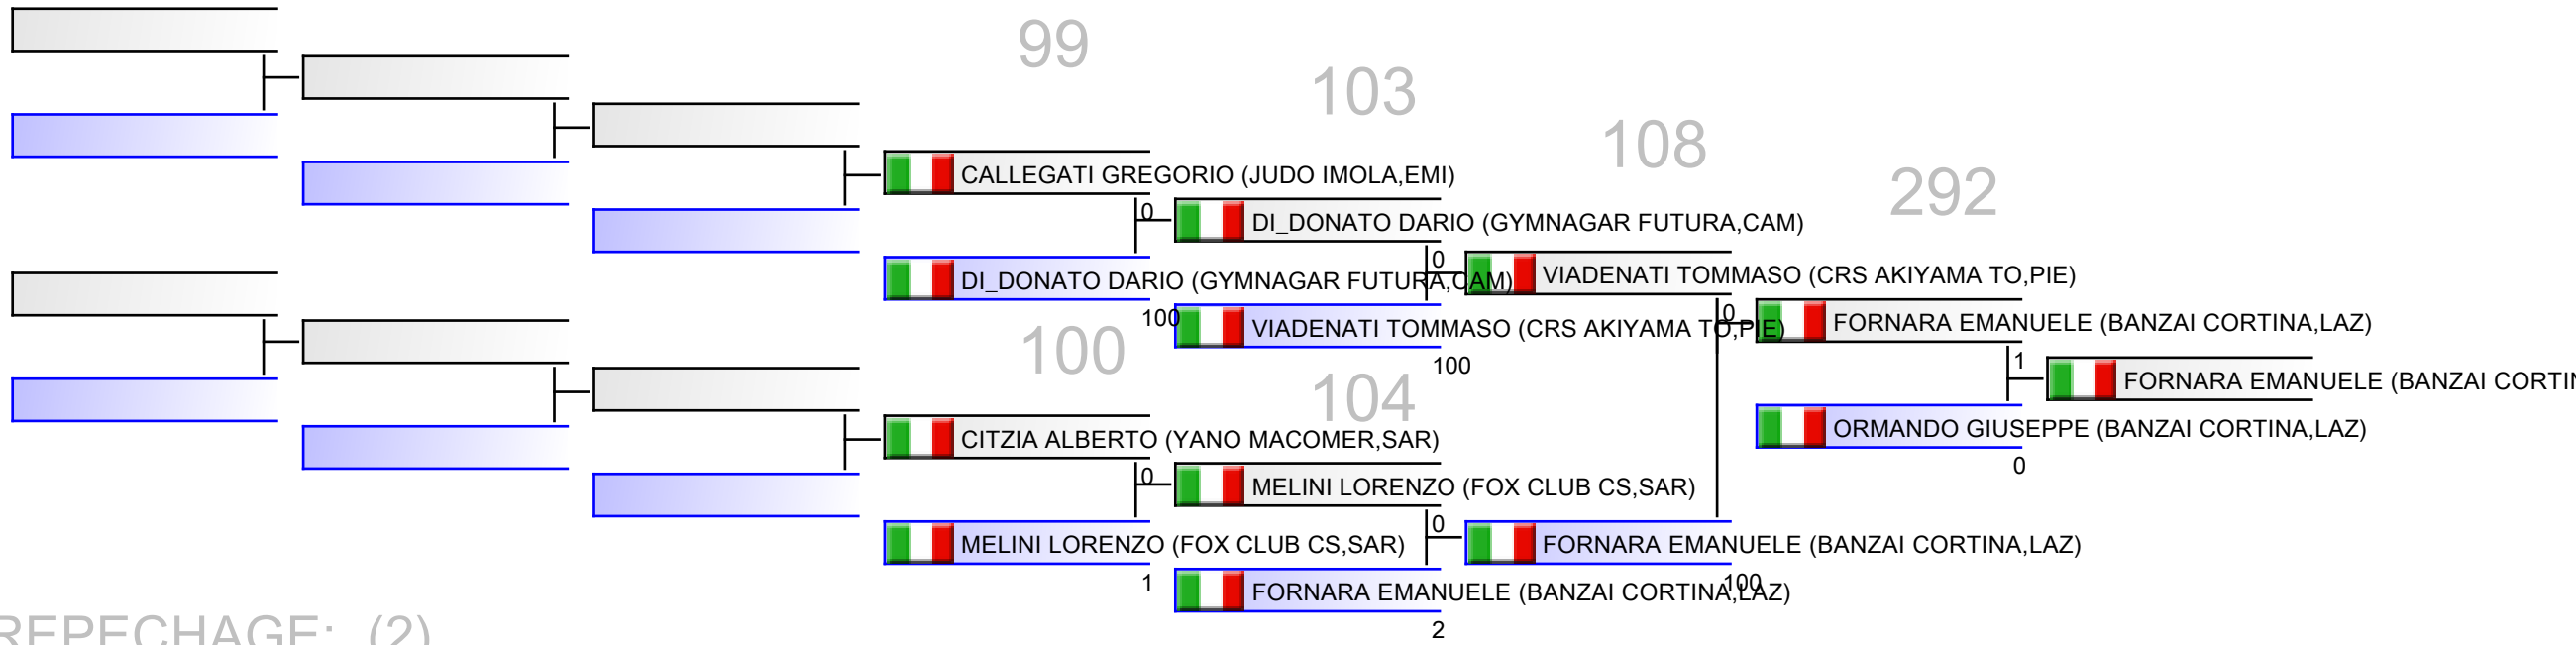 99
103
108
292
CALLEGATI GREGORIO (JUDO IMOLA,EMI)
0
DI_DONATO DARIO (GYMNAGAR FUTURA,CAM)
0
VIADENATI TOMMASO (CRS AKIYAMA TO,PIE)
DI_DONATO DARIO (GYMNAGAR FUTURA,CAM)
100
VIADENATI TOMMASO (CRS AKIYAMA TO,PIE)
0
FORNARA EMANUELE (BANZAI CORTINA,LAZ)
100
100
1
FORNARA EMANUELE (BANZAI CORTIN
104
CITZIA ALBERTO (YANO MACOMER,SAR)
ORMANDO GIUSEPPE (BANZAI CORTINA,LAZ)
0
0
MELINI LORENZO (FOX CLUB CS,SAR)
0
MELINI LORENZO (FOX CLUB CS,SAR)
FORNARA EMANUELE (BANZAI CORTINA,LAZ)
1
FORNARA EMANUELE (BANZAI CORTINA,LAZ)
100
2
REPECHAGE: (2)